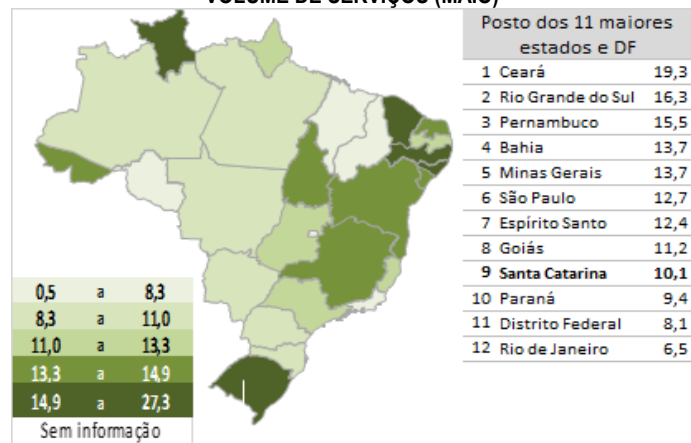 VOLUME DE SERVIÇOS (MAIO)
Posto dos 11 maiores
estados e DF
1 Ceará 19,3
2 Rio Grande do Sul 16,3
3 Pernambuco 15,5
4 Bahia 13,7
5 Minas Gerais 13,7
6 São Paulo 12,7
7 Espírito Santo 12,4
8 Goiás 11,2
9 Santa Catarina 10,1
10 Paraná 9,4
11 Distrito Federal 8,1
12 Rio de Janeiro 6,5
0,5 a 8,3
8,3 a 11,0
11,0 a 13,3
13,3 a 14,9
14,9 a 27,3
Sem informação